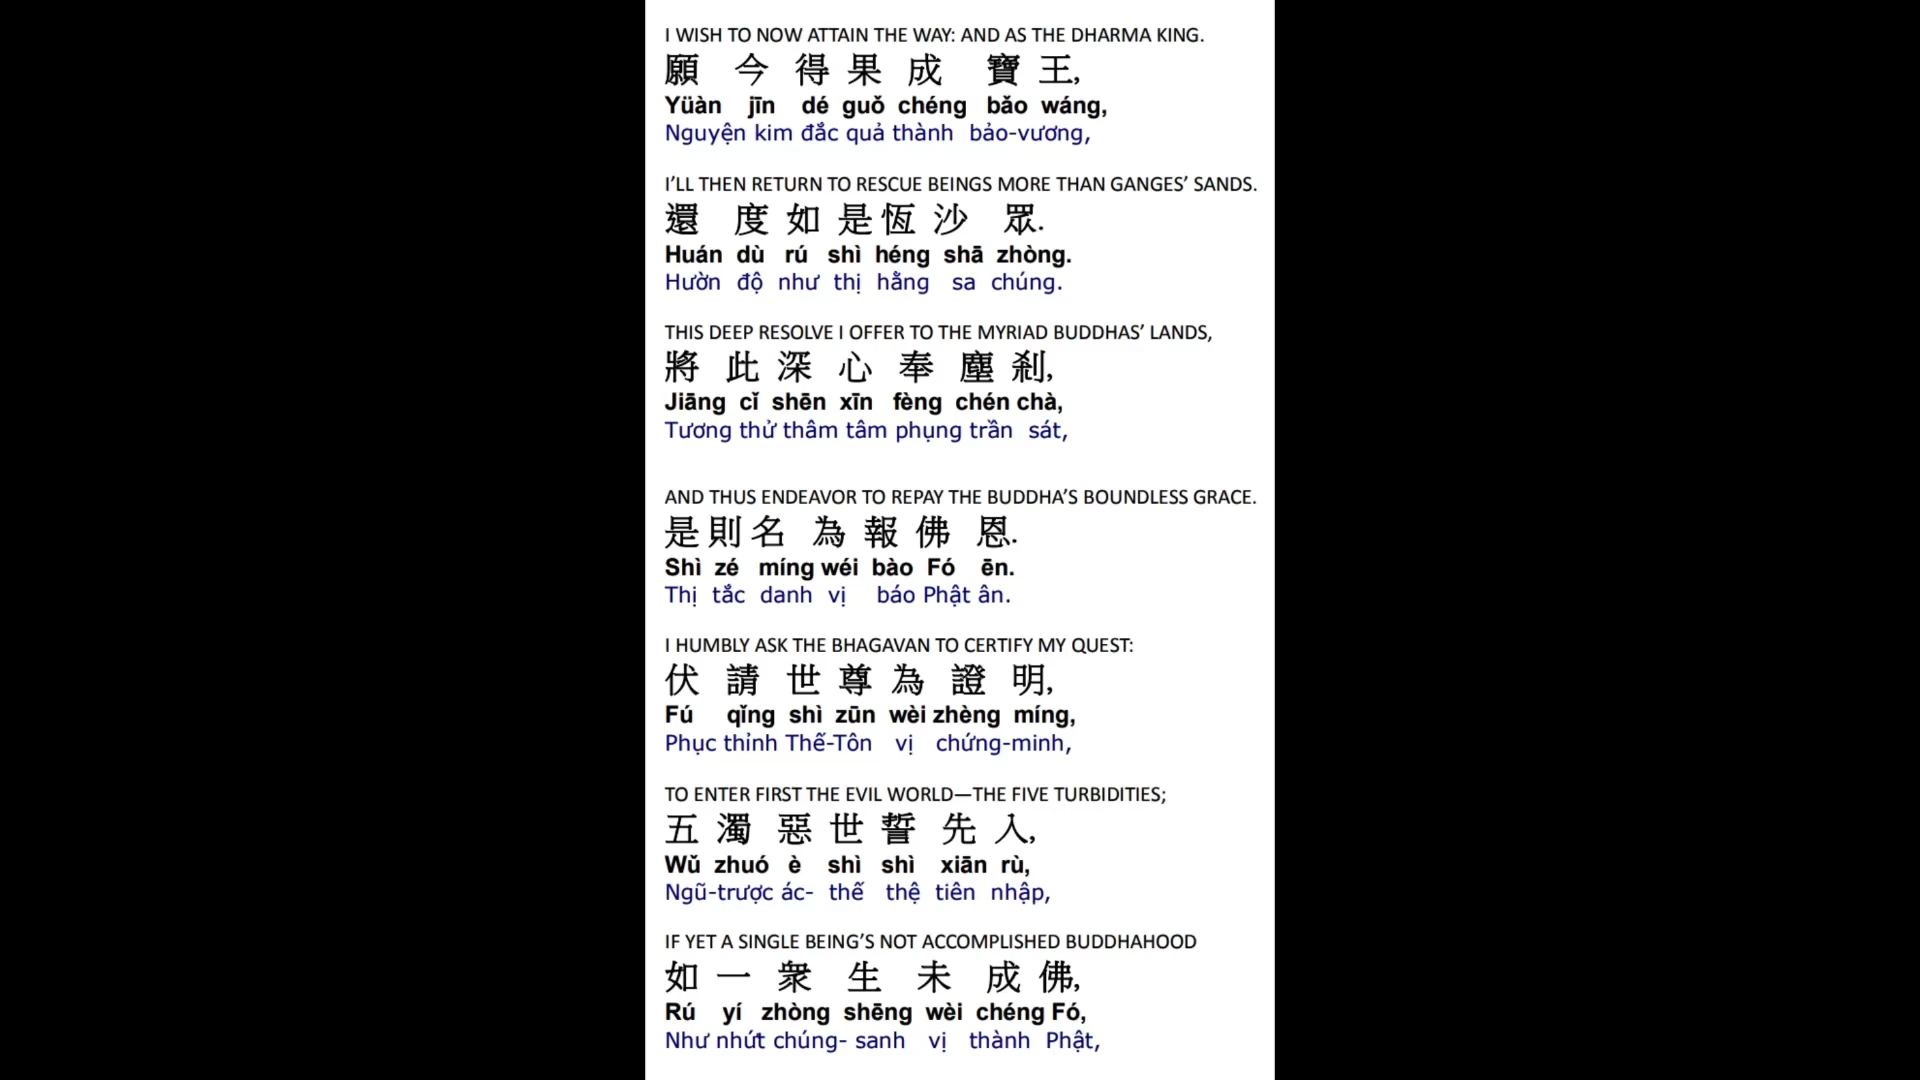 I WISH TO NOW ATTAIN THE WAY: AND AS THE DHARMA KING.
願 今 得 果 成 寶 王,
Yüàn jīn dé guǒ chéng bǎo wáng,
Nguyện kim đắc quả thành bảo-vương,
I’LL THEN RETURN TO RESCUE BEINGS MORE THAN GANGES’ SANDS.
還 度 如 是 恆 沙 眾.
Huán dù rú shì héng shā zhòng.
Hườn độ như thị hằng sa chúng.
THIS DEEP RESOLVE I OFFER TO THE MYRIAD BUDDHAS’ LANDS,
將 此 深 心 奉 塵 剎,
Jiāng cǐ shēn xīn fèng chén chà,
Tương thử thâm tâm phụng trần sát,
AND THUS ENDEAVOR TO REPAY THE BUDDHA’S BOUNDLESS GRACE.
是 則 名 為 報 佛 恩.
Shì zé míng wéi bào Fó ēn.
Thị tắc danh vị báo Phật ân.
I HUMBLY ASK THE BHAGAVAN TO CERTIFY MY QUEST:
伏 請 世 尊 為 證 明,
Fú qǐng shì zūn wèi zhèng míng,
Phục thỉnh Thế-Tôn vị chứng-minh,
TO ENTER FIRST THE EVIL WORLD—THE FIVE TURBIDITIES;
五 濁 惡 世 誓 先 入,
Wǔ zhuó è shì shì xiān rù,
Ngũ-trược ác- thế thệ tiên nhập,
IF YET A SINGLE BEING’S NOT ACCOMPLISHED BUDDHAHOOD
如 一 衆 生 未 成 佛,
Rú yí zhòng shēng wèi chéng Fó,
Như nhứt chúng- sanh vị thành Phật,